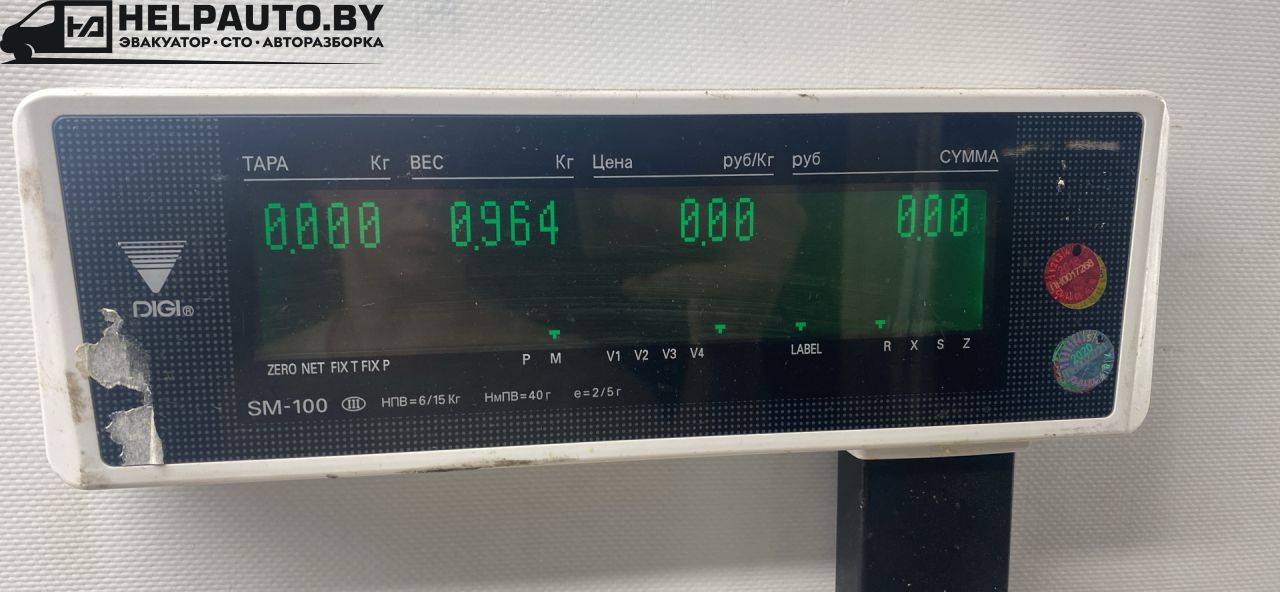 HELPAUTO.BY
ЭВАКУАТОР·СТО·АВТОРАЗБОРКА
ТАРА Кг ВЕС Кг Цена руб/Кг руб СУММА
0.000 0.964 0.00 0.00
DIGI®
ZERO NET FIX T FIX P P M V1 V2 V3 V4 LABEL R X S Z
SM-100 III НПВ=6/15 Кг НмПВ=40 г e=2/5 г
2020